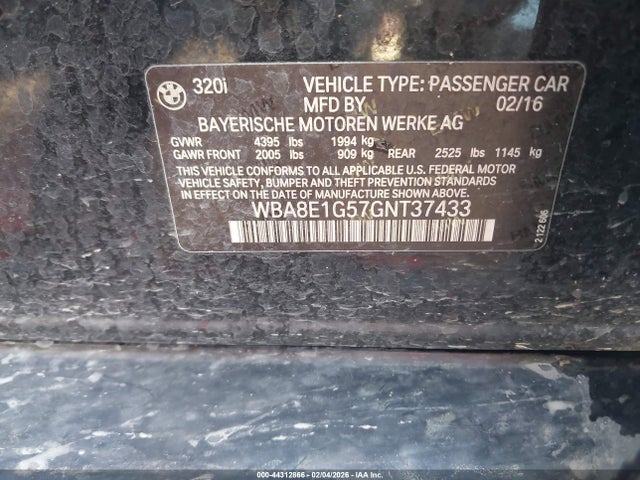 320i VEHICLE TYPE: PASSENGER CAR
MFD BY 02/16
BAYERISCHE MOTOREN WERKE AG
GVWR 4395 lbs 1994 kg
GAWR FRONT 2005 lbs 909 kg REAR 2525 lbs 1145 kg
THIS VEHICLE CONFORMS TO ALL APPLICABLE U.S. FEDERAL MOTOR
VEHICLE SAFETY, BUMPER, AND THEFT PREVENTION STANDARDS
IN EFFECT ON THE DATE OF MANUFACTURE SHOWN ABOVE.
WBA8E1G57GNT37433
2 122 606
000-44312866 - 02/04/2026 - IAA Inc.